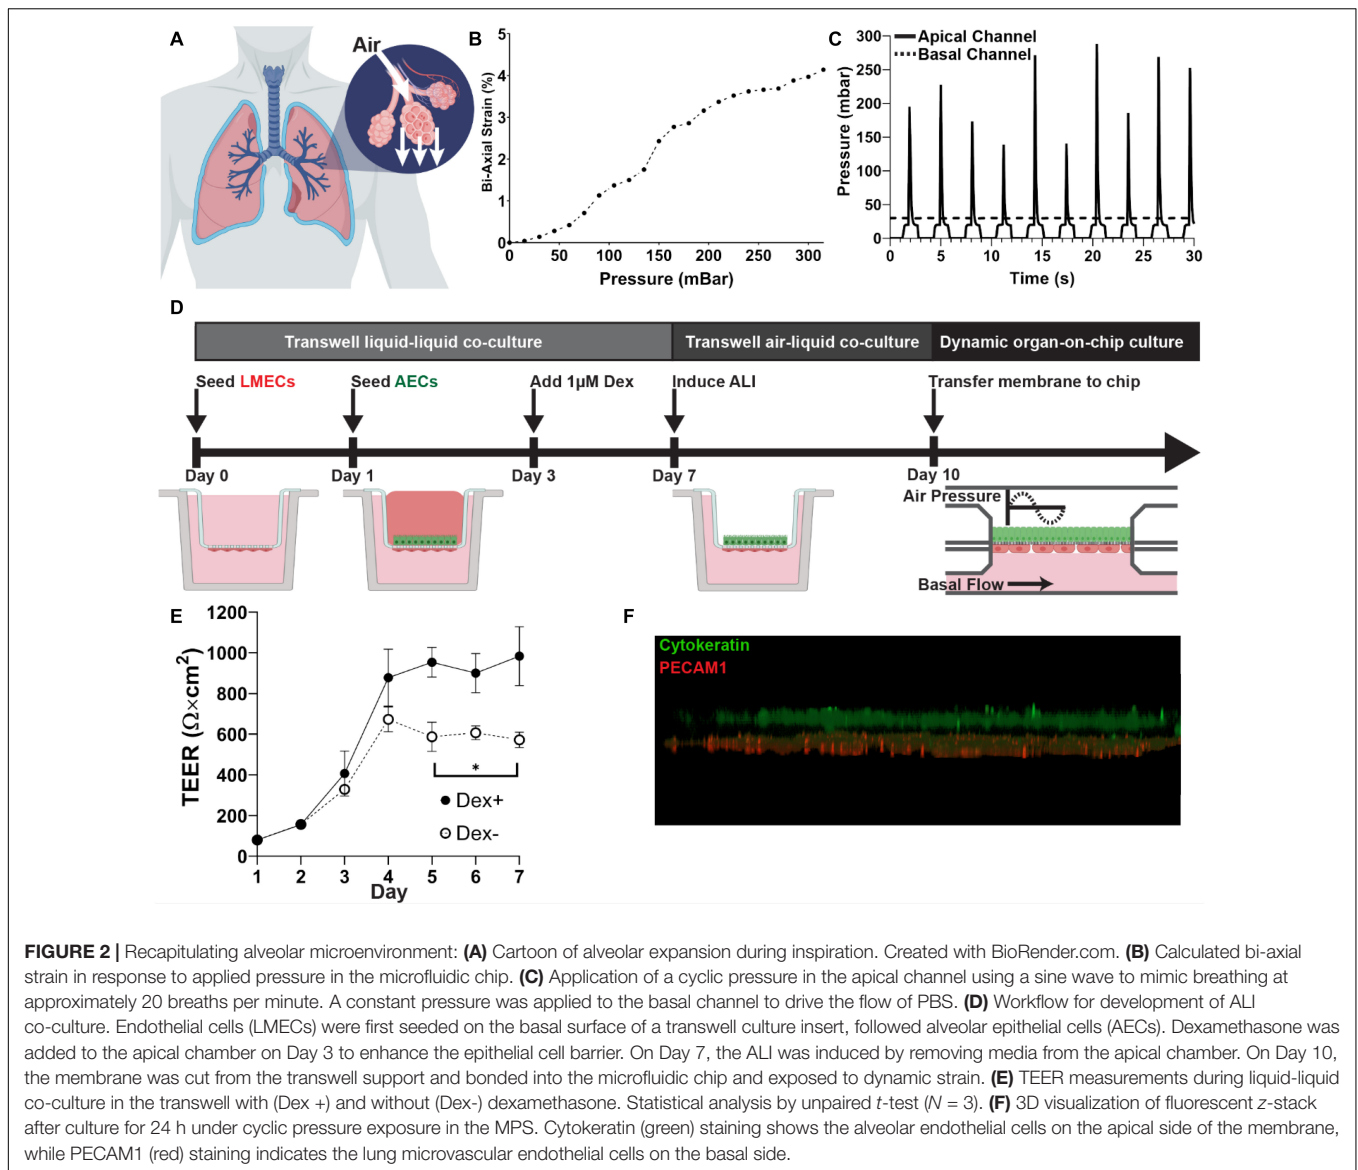 A
Air
B
5
4
3
2
1
0
Bi-Axial Strain (%)
0 50 100 150 200 250 300
Pressure (mBar)
C
Apical Channel
Basal Channel
300
250
200
150
100
50
0
Pressure (mbar)
0 5 10 15 20 25 30
Time (s)
D
Transwell liquid-liquid co-culture
Transwell air-liquid co-culture
Dynamic organ-on-chip culture
Seed LMECs
Seed AECs
Add 1µM Dex
Induce ALI
Transfer membrane to chip
Day 0
Day 1
Day 3
Day 7
Day 10
Air Pressure
Basal Flow
E
1200
1000
800
600
400
200
0
TEER (Ω×cm²)
*
Dex+
Dex-
1 2 3 4 5 6 7
Day
F
Cytokeratin
PECAM1
FIGURE 2 | Recapitulating alveolar microenvironment: (A) Cartoon of alveolar expansion during inspiration. Created with BioRender.com. (B) Calculated bi-axial
strain in response to applied pressure in the microfluidic chip. (C) Application of a cyclic pressure in the apical channel using a sine wave to mimic breathing at
approximately 20 breaths per minute. A constant pressure was applied to the basal channel to drive the flow of PBS. (D) Workflow for development of ALI
co-culture. Endothelial cells (LMECs) were first seeded on the basal surface of a transwell culture insert, followed alveolar epithelial cells (AECs). Dexamethasone was
added to the apical chamber on Day 3 to enhance the epithelial cell barrier. On Day 7, the ALI was induced by removing media from the apical chamber. On Day 10,
the membrane was cut from the transwell support and bonded into the microfluidic chip and exposed to dynamic strain. (E) TEER measurements during liquid-liquid
co-culture in the transwell with (Dex +) and without (Dex-) dexamethasone. Statistical analysis by unpaired t-test (N = 3). (F) 3D visualization of fluorescent z-stack
after culture for 24 h under cyclic pressure exposure in the MPS. Cytokeratin (green) staining shows the alveolar endothelial cells on the apical side of the membrane,
while PECAM1 (red) staining indicates the lung microvascular endothelial cells on the basal side.